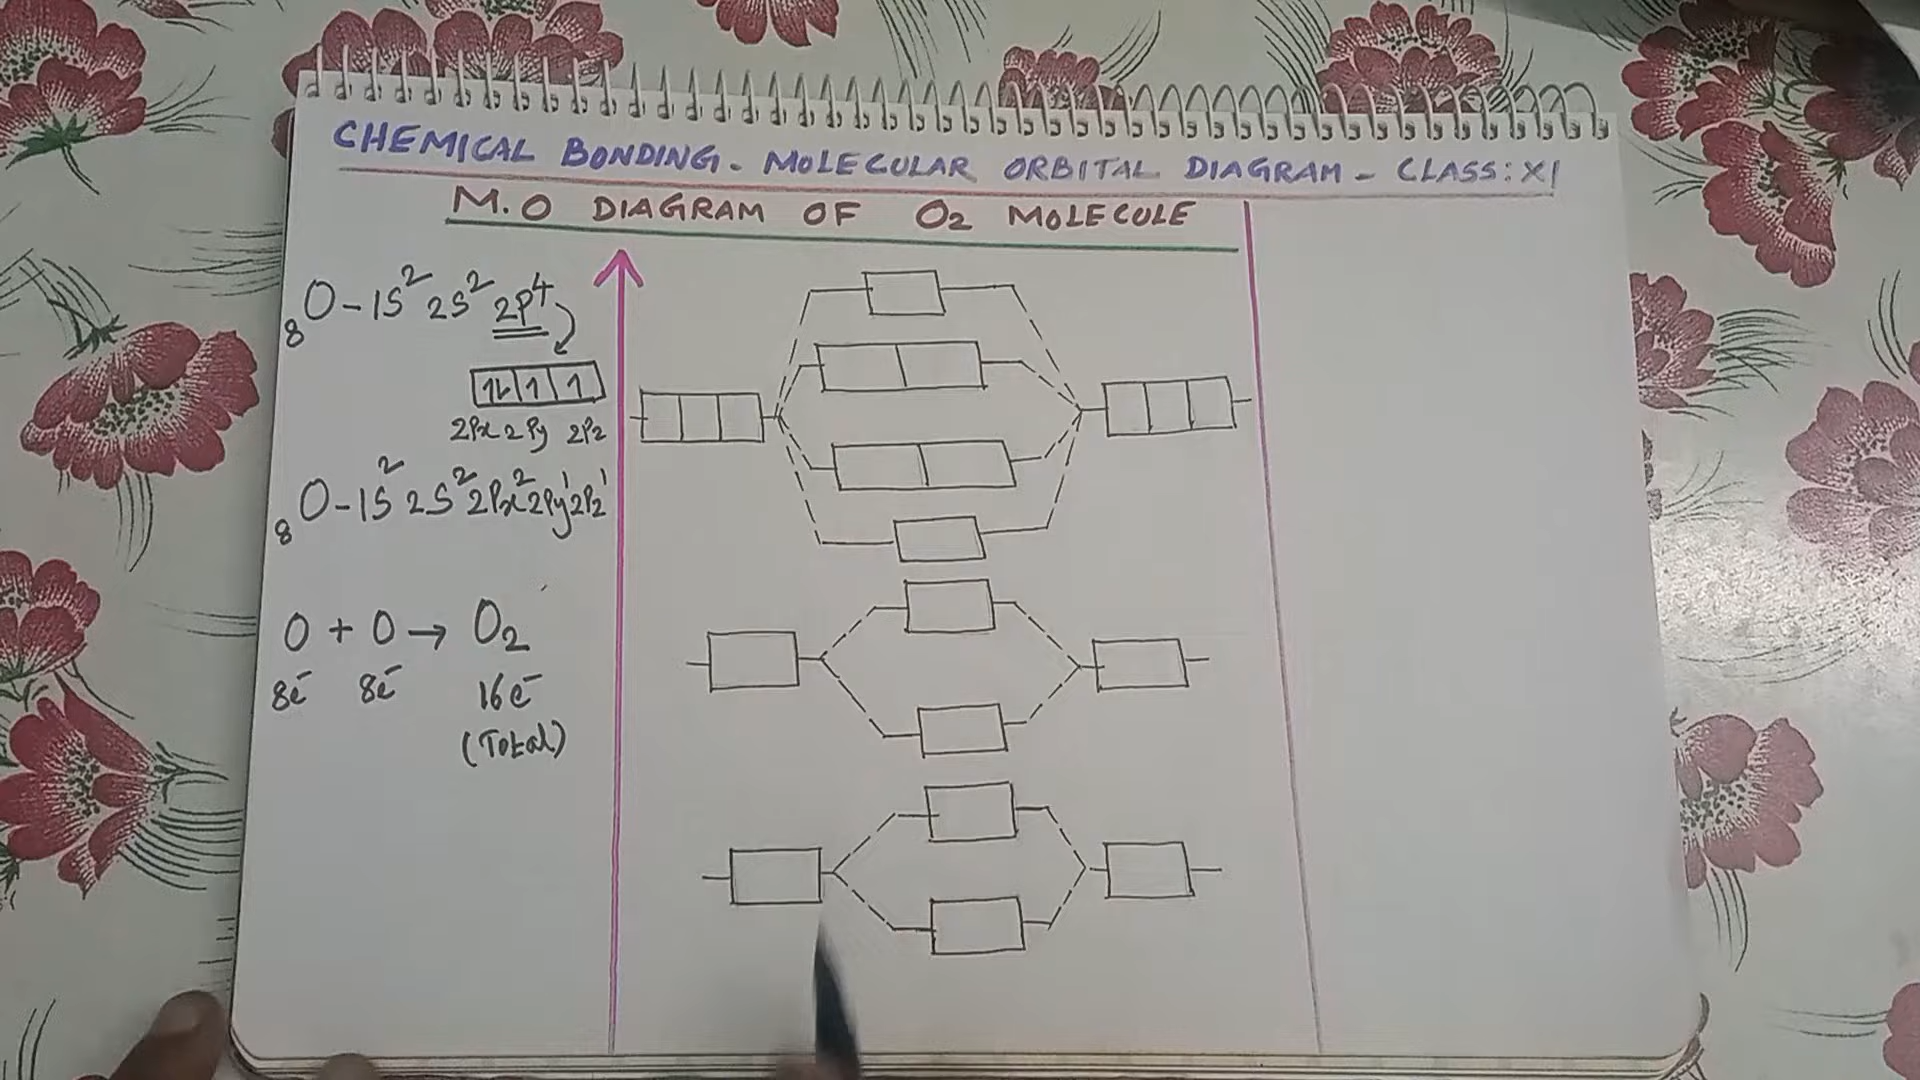 CHEMICAL BONDING - MOLECULAR ORBITAL DIAGRAM - CLASS: XI
M.O DIAGRAM OF O2 MOLECULE
₈O - 1S² 2S² 2P⁴
1L 1 1
2Px 2Py 2Pz
₈O - 1S² 2S² 2Px² 2Py¹ 2Pz¹
O + O → O2
8e⁻ 8e⁻ 16e⁻
(Total)